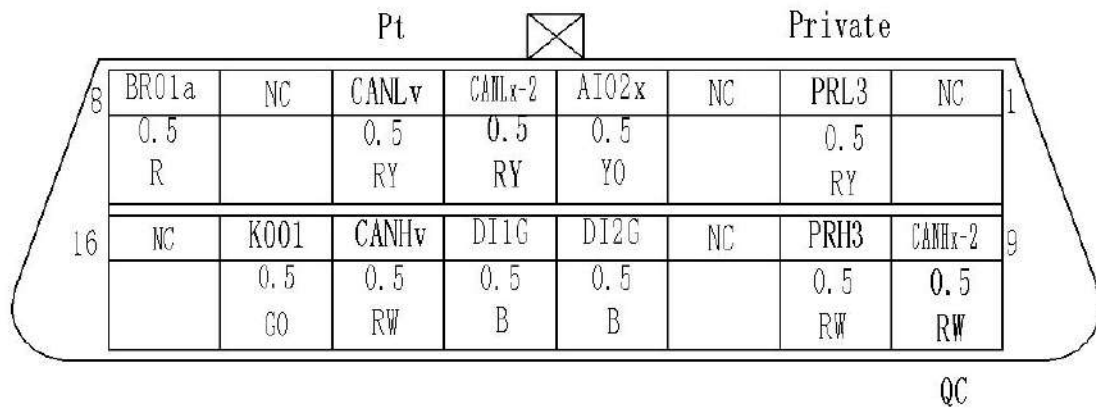 Pt Private
8 BR01a NC CANLv CANLx-2 AI02x NC PRL3 NC 1
0.5 0.5 0.5 0.5 0.5
R RY RY YO RY
16 NC K001 CANHv DI1G DI2G NC PRH3 CANHx-2 9
0.5 0.5 0.5 0.5 0.5 0.5
GO RW B B RW RW
QC